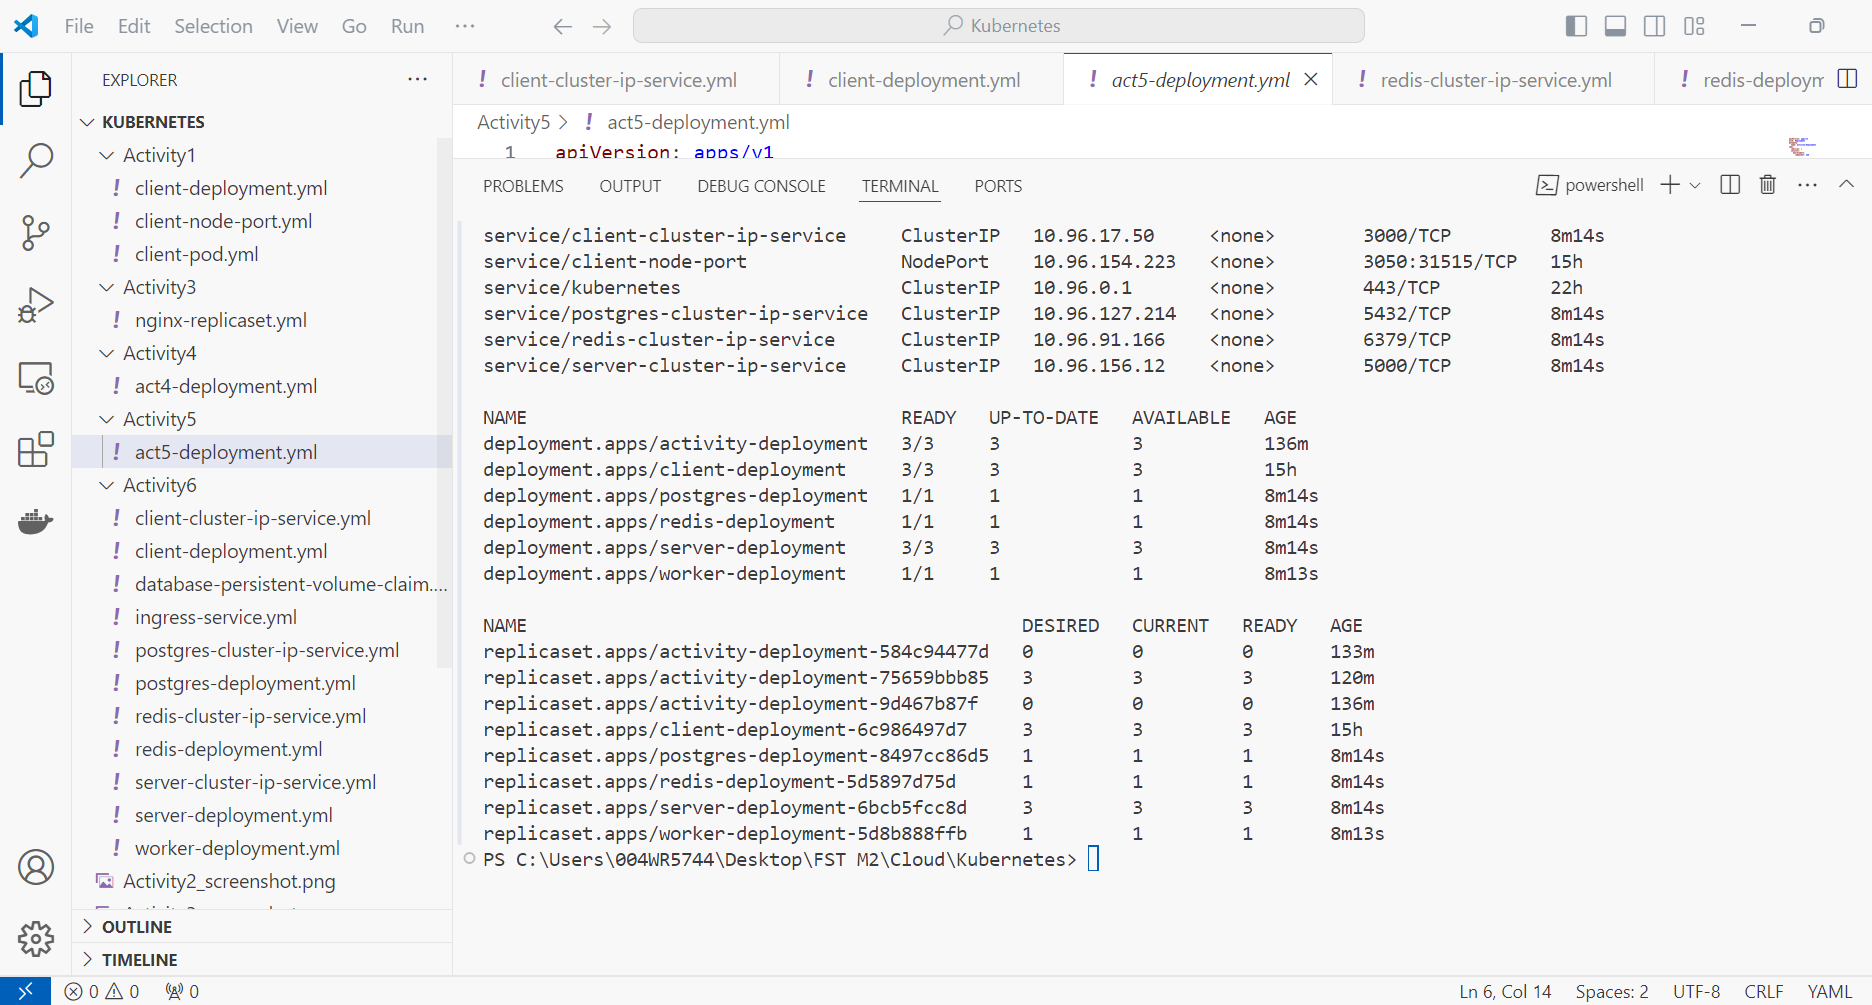 File Edit Selection View Go Run ···
Kubernetes
EXPLORER
KUBERNETES
Activity1
! client-deployment.yml
! client-node-port.yml
! client-pod.yml
Activity3
! nginx-replicaset.yml
Activity4
! act4-deployment.yml
Activity5
! act5-deployment.yml
Activity6
! client-cluster-ip-service.yml
! client-deployment.yml
! database-persistent-volume-claim....
! ingress-service.yml
! postgres-cluster-ip-service.yml
! postgres-deployment.yml
! redis-cluster-ip-service.yml
! redis-deployment.yml
! server-cluster-ip-service.yml
! server-deployment.yml
! worker-deployment.yml
Activity2_screenshot.png
OUTLINE
TIMELINE
! client-cluster-ip-service.yml ! client-deployment.yml ! act5-deployment.yml ! redis-cluster-ip-service.yml ! redis-deploym
Activity5 > ! act5-deployment.yml
1 apiVersion: apps/v1
PROBLEMS OUTPUT DEBUG CONSOLE TERMINAL PORTS powershell
service/client-cluster-ip-service ClusterIP 10.96.17.50 <none> 3000/TCP 8m14s
service/client-node-port NodePort 10.96.154.223 <none> 3050:31515/TCP 15h
service/kubernetes ClusterIP 10.96.0.1 <none> 443/TCP 22h
service/postgres-cluster-ip-service ClusterIP 10.96.127.214 <none> 5432/TCP 8m14s
service/redis-cluster-ip-service ClusterIP 10.96.91.166 <none> 6379/TCP 8m14s
service/server-cluster-ip-service ClusterIP 10.96.156.12 <none> 5000/TCP 8m14s
NAME READY UP-TO-DATE AVAILABLE AGE
deployment.apps/activity-deployment 3/3 3 3 136m
deployment.apps/client-deployment 3/3 3 3 15h
deployment.apps/postgres-deployment 1/1 1 1 8m14s
deployment.apps/redis-deployment 1/1 1 1 8m14s
deployment.apps/server-deployment 3/3 3 3 8m14s
deployment.apps/worker-deployment 1/1 1 1 8m13s
NAME DESIRED CURRENT READY AGE
replicaset.apps/activity-deployment-584c94477d 0 0 0 133m
replicaset.apps/activity-deployment-75659bbb85 3 3 3 120m
replicaset.apps/activity-deployment-9d467b87f 0 0 0 136m
replicaset.apps/client-deployment-6c986497d7 3 3 3 15h
replicaset.apps/postgres-deployment-8497cc86d5 1 1 1 8m14s
replicaset.apps/redis-deployment-5d5897d75d 1 1 1 8m14s
replicaset.apps/server-deployment-6bcb5fcc8d 3 3 3 8m14s
replicaset.apps/worker-deployment-5d8b888ffb 1 1 1 8m13s
PS C:\Users\004WR5744\Desktop\FST M2\Cloud\Kubernetes>
0 0 0 Ln 6, Col 14 Spaces: 2 UTF-8 CRLF YAML